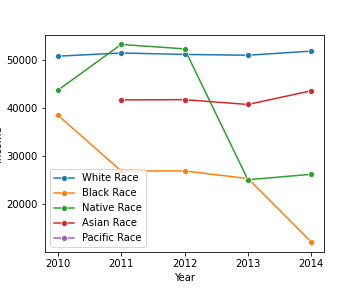 50000
40000
30000
20000
White Race
Black Race
Native Race
Asian Race
Pacific Race
2010 2011 2012 2013 2014
Year